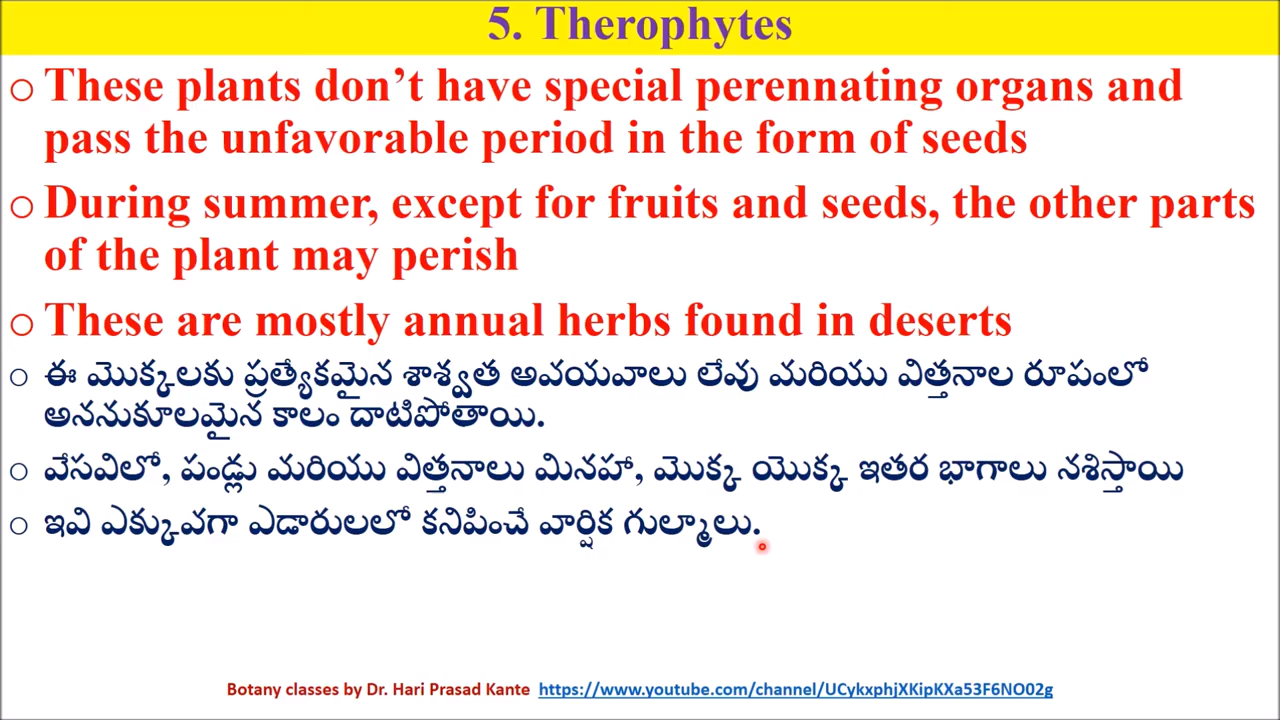 5. Therophytes
o These plants don’t have special perennating organs and
pass the unfavorable period in the form of seeds
o During summer, except for fruits and seeds, the other parts
of the plant may perish
o These are mostly annual herbs found in deserts
o ఈ మొక్కలకు ప్రత్యేకమైన శాశ్వత అవయవాలు లేవు మరియు విత్తనాల రూపంలో
అననుకూలమైన కాలం దాటిపోతాయి.
o వేసవిలో, పండ్లు మరియు విత్తనాలు మినహా, మొక్క యొక్క ఇతర భాగాలు నశిస్తాయి
o ఇవి ఎక్కువగా ఎడారులలో కనిపించే వార్షిక గుల్మాలు.
Botany classes by Dr. Hari Prasad Kante https://www.youtube.com/channel/UCykxphjXKipKXa53F6NO02g